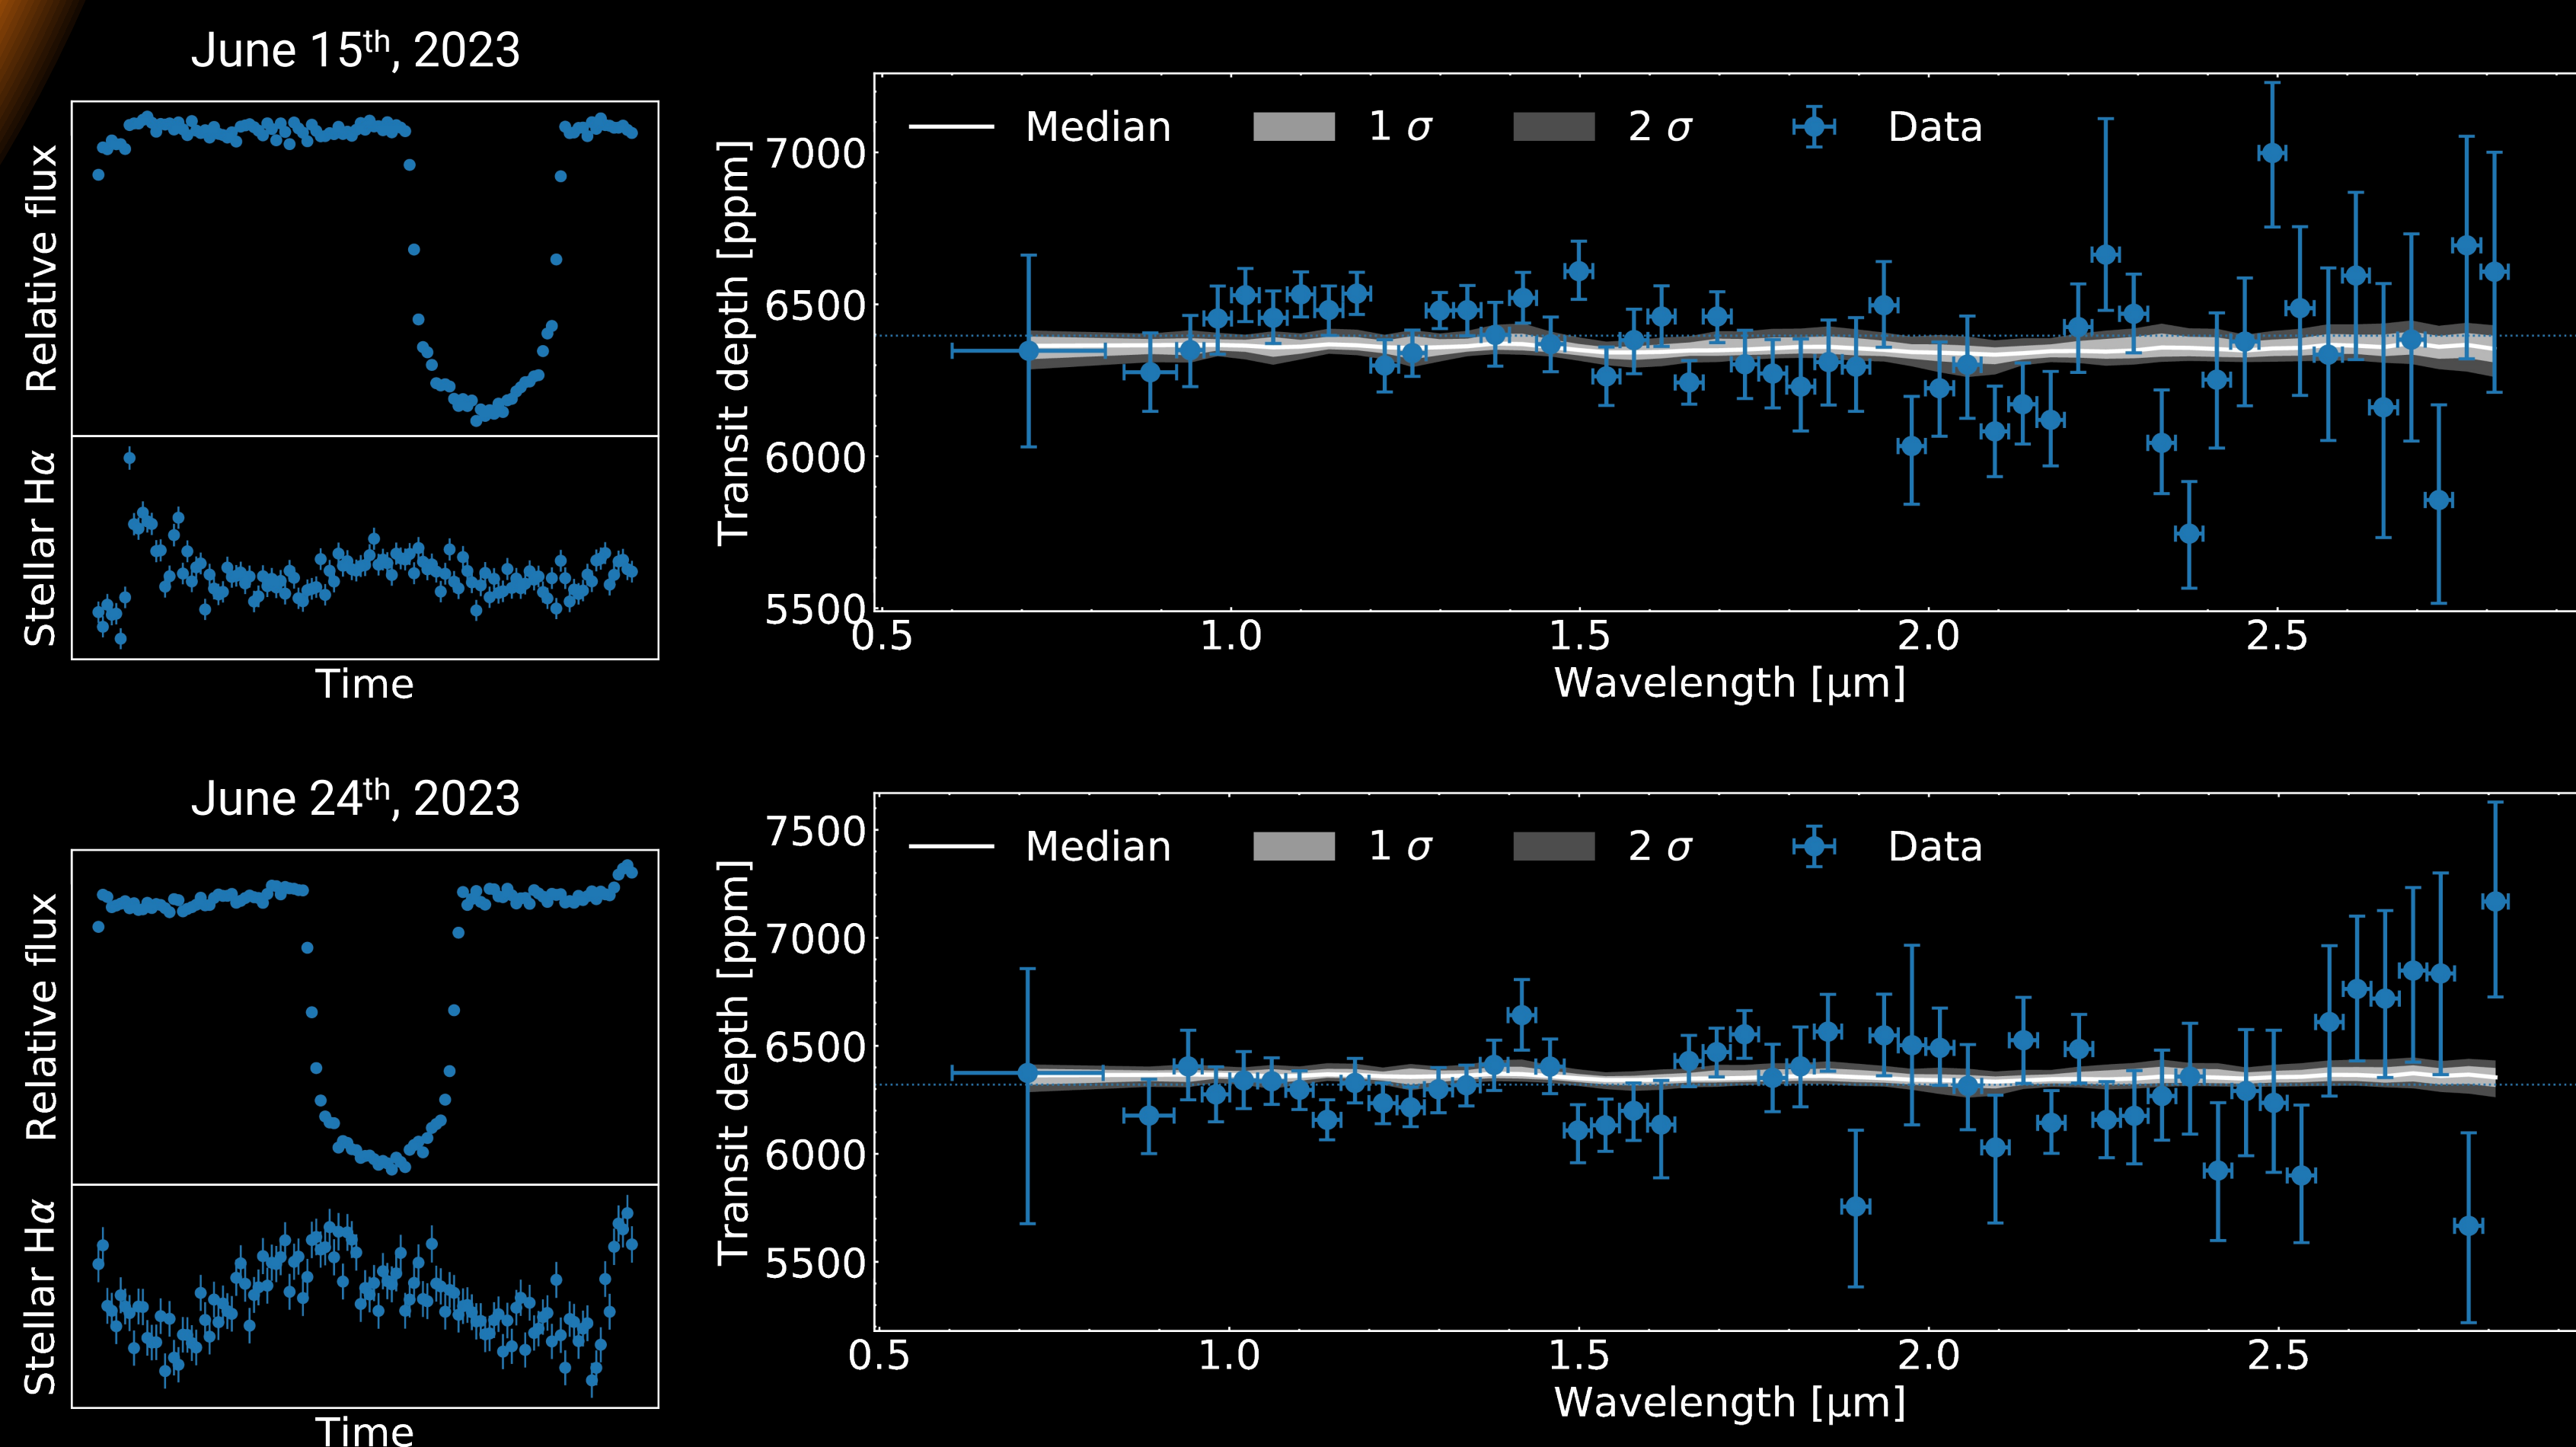 June 15th, 2023
Relative flux
Stellar Hα
Time
Median 1 σ 2 σ Data
Transit depth [ppm]
7000
6500
6000
5500
0.5 1.0 1.5 2.0 2.5
Wavelength [μm]
June 24th, 2023
Relative flux
Stellar Hα
Time
Median 1 σ 2 σ Data
Transit depth [ppm]
7500
7000
6500
6000
5500
0.5 1.0 1.5 2.0 2.5
Wavelength [μm]